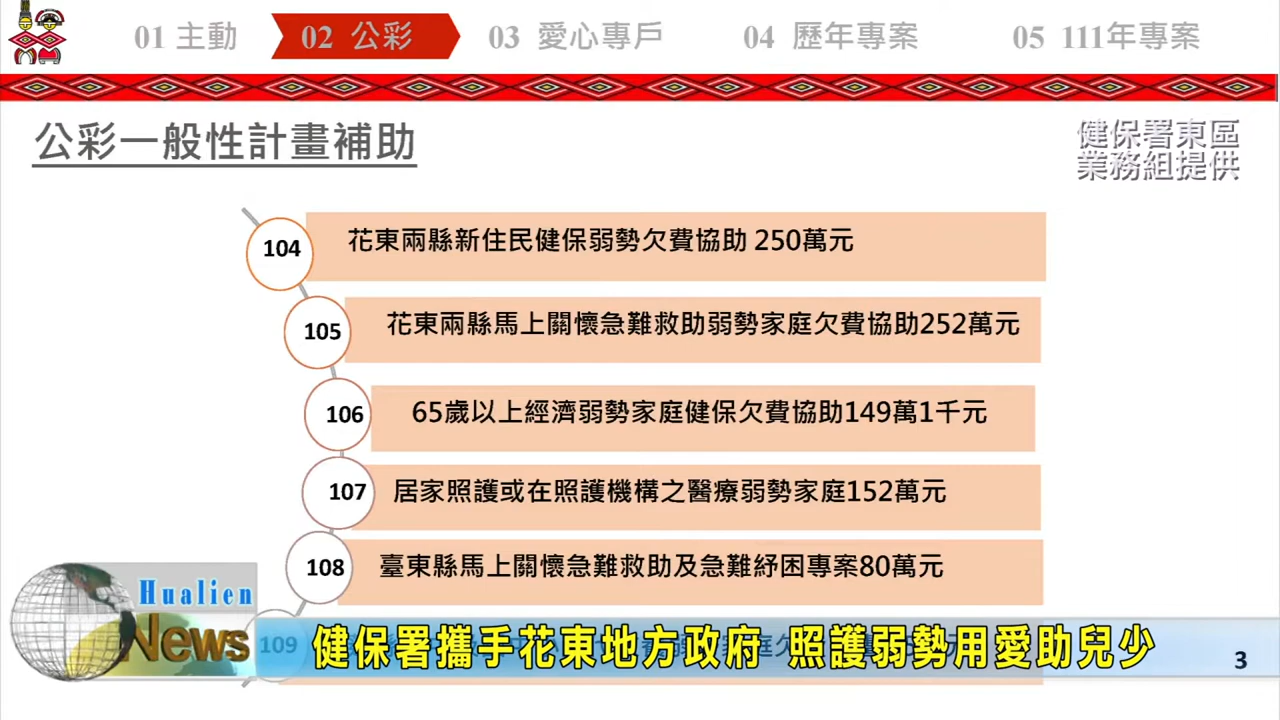 01 主動
02 公彩
03 愛心專戶
04 歷年專案
05 111年專案
公彩一般性計畫補助
健保署東區
業務組提供
104 花東兩縣新住民健保弱勢欠費協助 250萬元
105 花東兩縣馬上關懷急難救助弱勢家庭欠費協助252萬元
106 65歲以上經濟弱勢家庭健保欠費協助149萬1千元
107 居家照護或在照護機構之醫療弱勢家庭152萬元
108 臺東縣馬上關懷急難救助及急難紓困專案80萬元
109
Hualien
News
健保署攜手花東地方政府 照護弱勢用愛助兒少
3